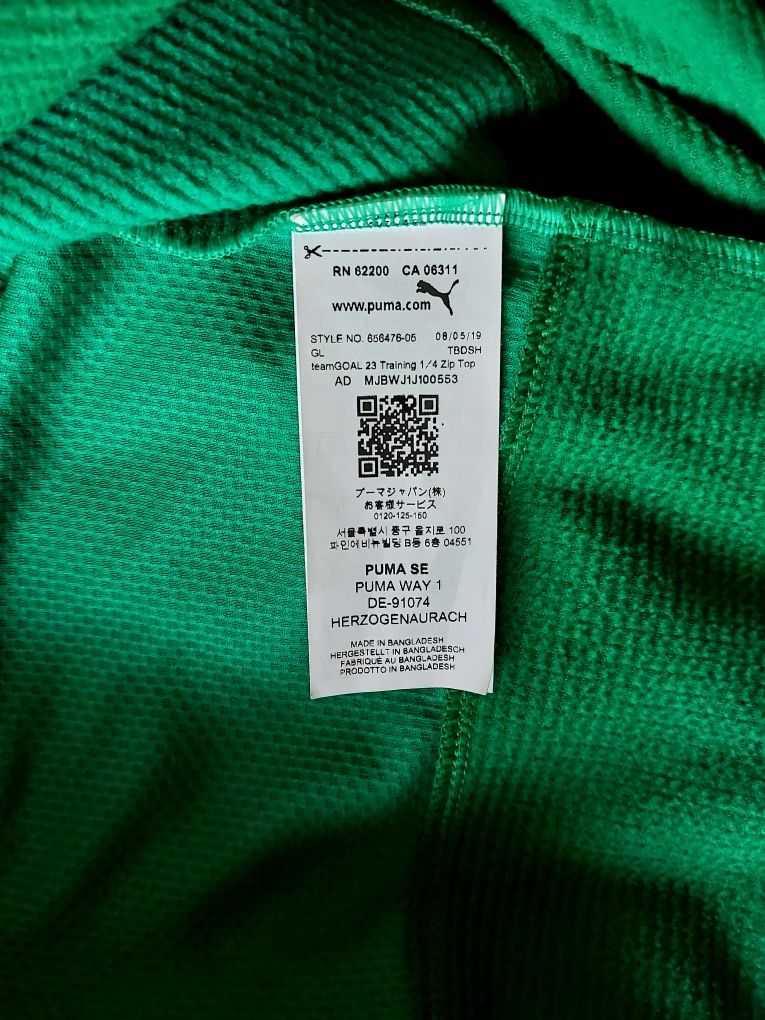 RN 62200 CA 06311
www.puma.com
STYLE NO. 656476-05 08/05/19
GL TBDSH
teamGOAL 23 Training 1/4 Zip Top
AD MJBWJ1J100553
プーマジャパン(株)
お客様サービス
0120-125-160
서울특별시 중구 을지로 100
파인에비뉴빌딩 B동 6층 04551
PUMA SE
PUMA WAY 1
DE-91074
HERZOGENAURACH
MADE IN BANGLADESH
HERGESTELLT IN BANGLADESCH
FABRIQUÉ AU BANGLADESH
PRODOTTO IN BANGLADESH